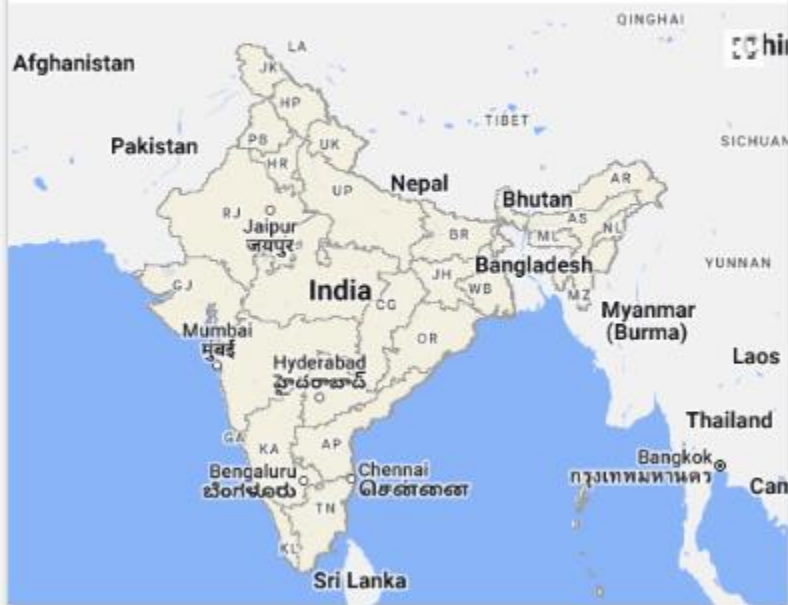 QINGHAI
LA
Chi
Afghanistan
JK
HP
TIBET
SICHUAN
Pakistan
PB
UK
HR
UP
Nepal
AR
Bhutan
RJ
Jaipur
जयपुर
AS
NL
BR
ML
Bangladesh
YUNNAN
JH
WB
GJ
India
CG
MZ
Myanmar
(Burma)
Mumbai
मुंबई
OR
Hyderabad
హైదరాబాద్
Laos
Thailand
GA
KA
AP
Bangkok
กรุงเทพมหานคร
Bengaluru
ಬೆಂಗಳೂರು
Chennai
சென்னை
Cam
TN
KL
Sri Lanka